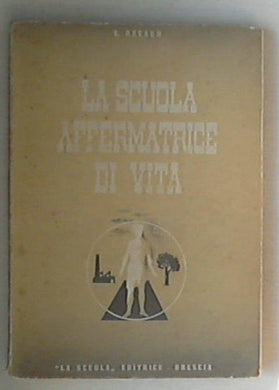 LA SCUOLA
AFFERMATRICE
DI VITA
"LA SCUOLA„ EDITRICE - BRESCIA